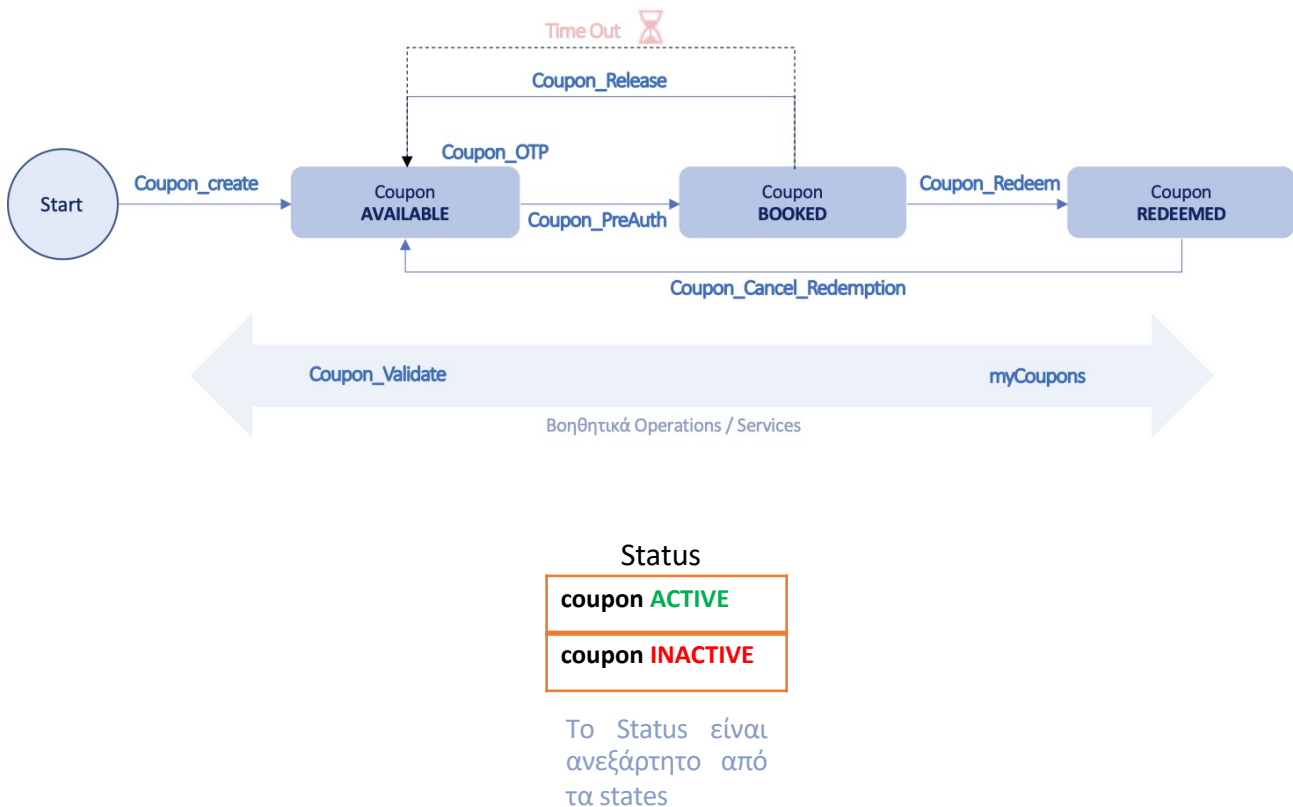 Time Out
Coupon_Release
Coupon_OTP
Coupon_create
Coupon_Redeem
Start
Coupon
AVAILABLE
Coupon
BOOKED
Coupon
REDEEMED
Coupon_PreAuth
Coupon_Cancel_Redemption
Coupon_Validate
myCoupons
Βοηθητικά Operations / Services
Status
coupon ACTIVE
coupon INACTIVE
Το Status είναι
ανεξάρτητο από
τα states